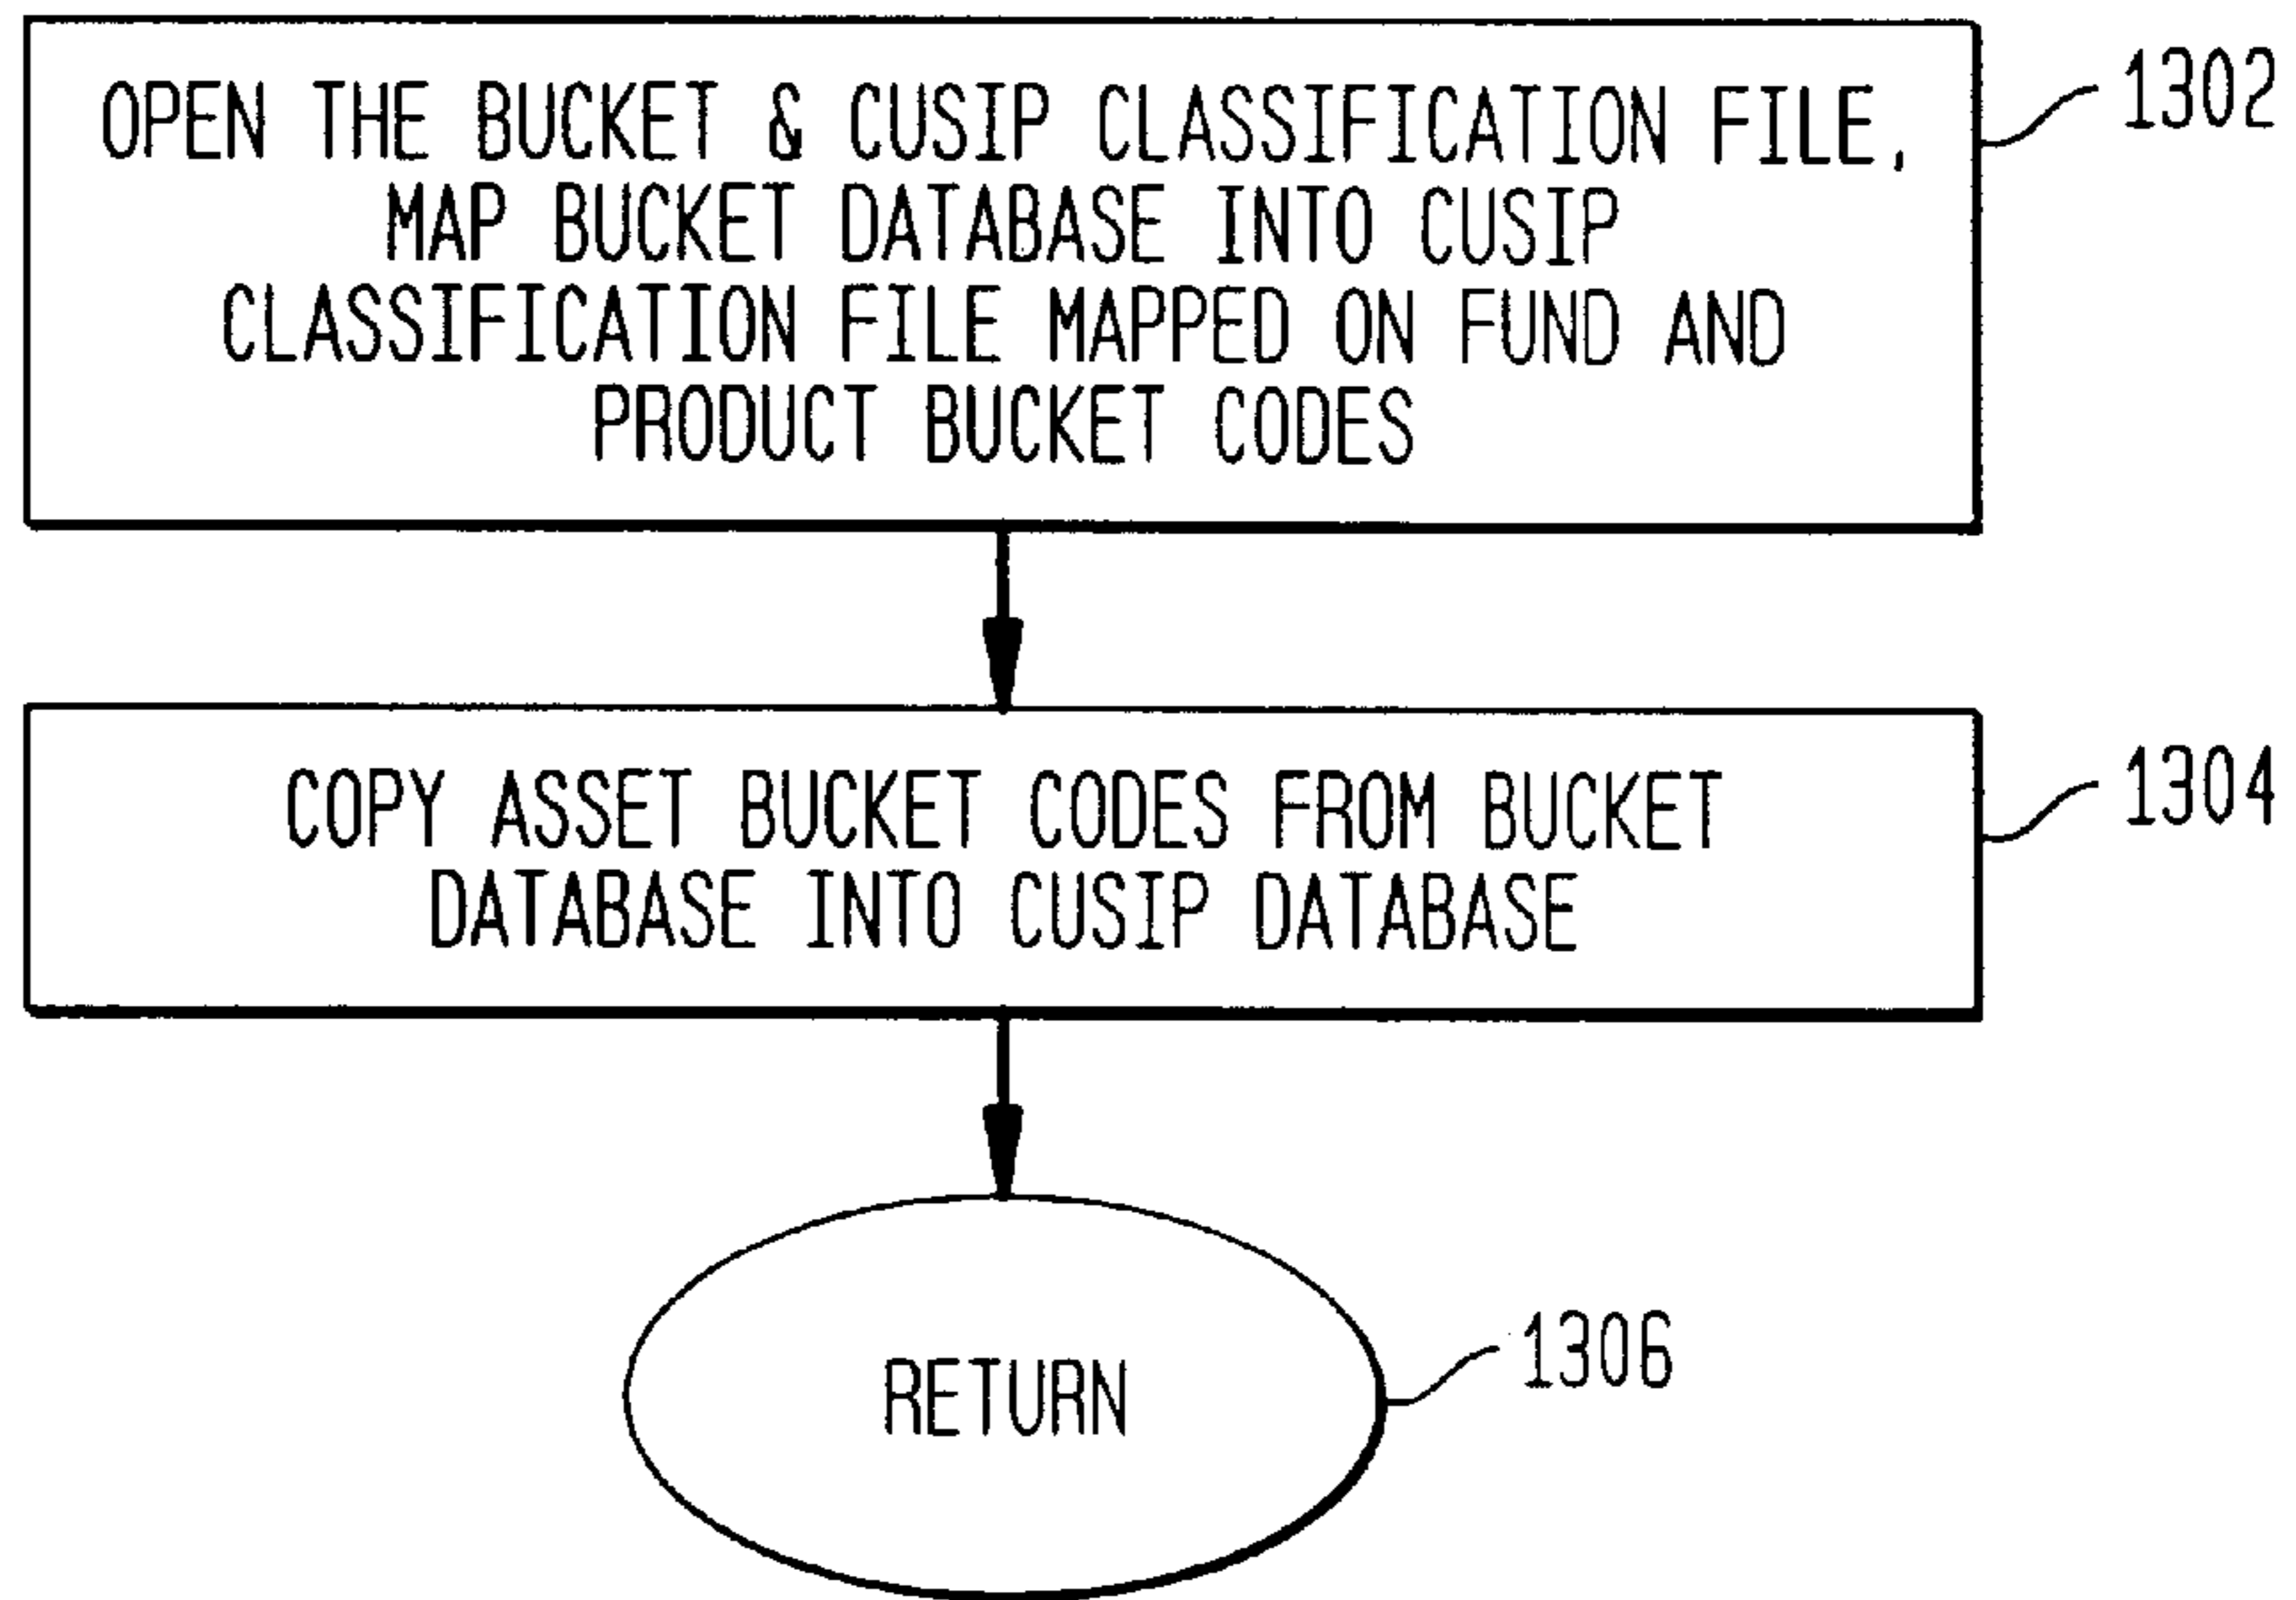 OPEN THE BUCKET & CUSIP CLASSIFICATION FILE,
1302
MAP BUCKET DATABASE INTO CUSIP
CLASSIFICATION FILE MAPPED ON FUND AND
PRODUCT BUCKET CODES
COPY ASSET BUCKET CODES FROM BUCKET
1304
DATABASE INTO CUSIP DATABASE
RETURN
1306